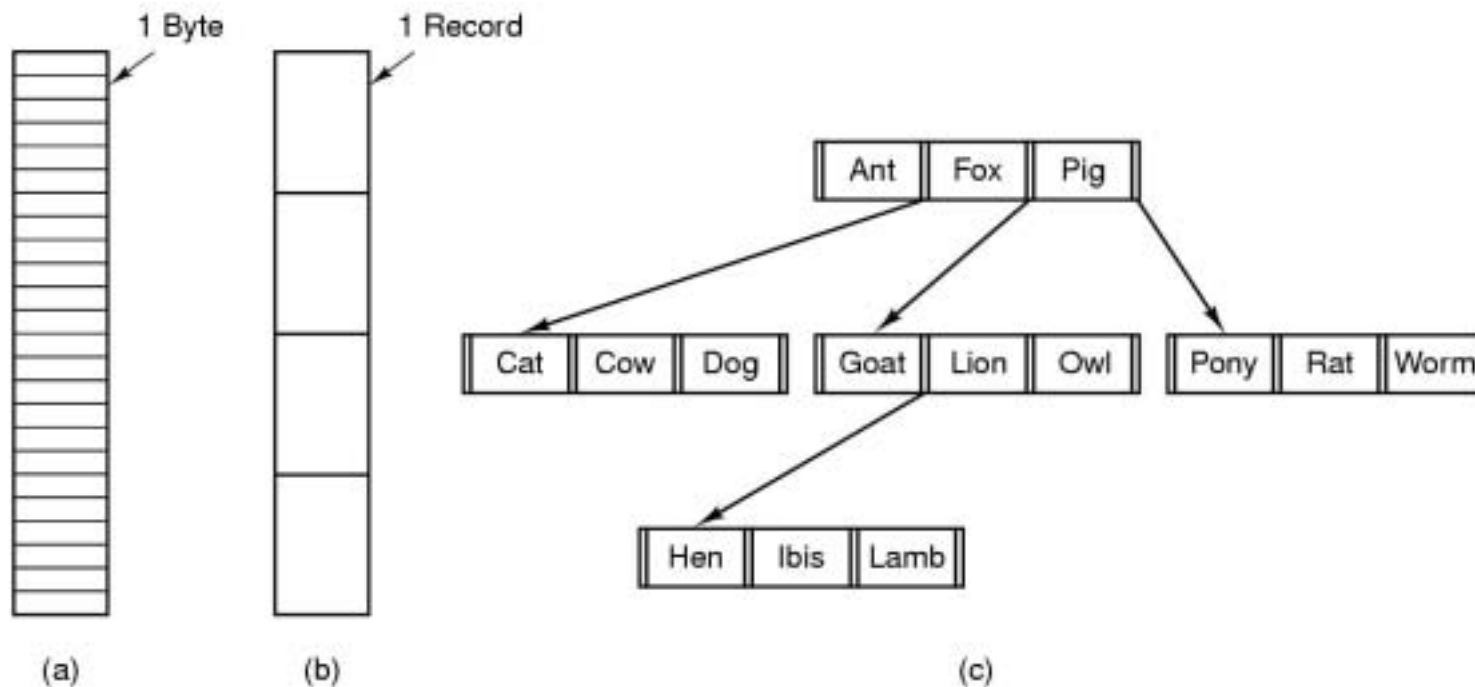 1 Byte
1 Record
Ant Fox Pig
Cat Cow Dog
Goat Lion Owl
Pony Rat Worm
Hen Ibis Lamb
(a)
(b)
(c)